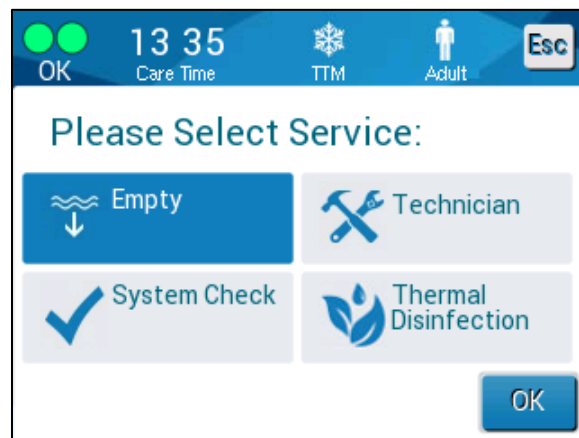 OK
13 35
Care Time
TTM
Adult
Esc
Please Select Service:
Empty
Technician
System Check
Thermal
Disinfection
OK